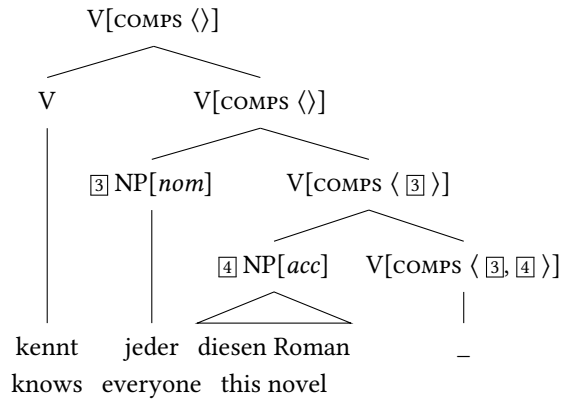 V[COMPS ⟨⟩]
V V[COMPS ⟨⟩]
3 NP[nom] V[COMPS ⟨ 3 ⟩]
4 NP[acc] V[COMPS ⟨ 3, 4 ⟩]
kennt jeder diesen Roman _
knows everyone this novel